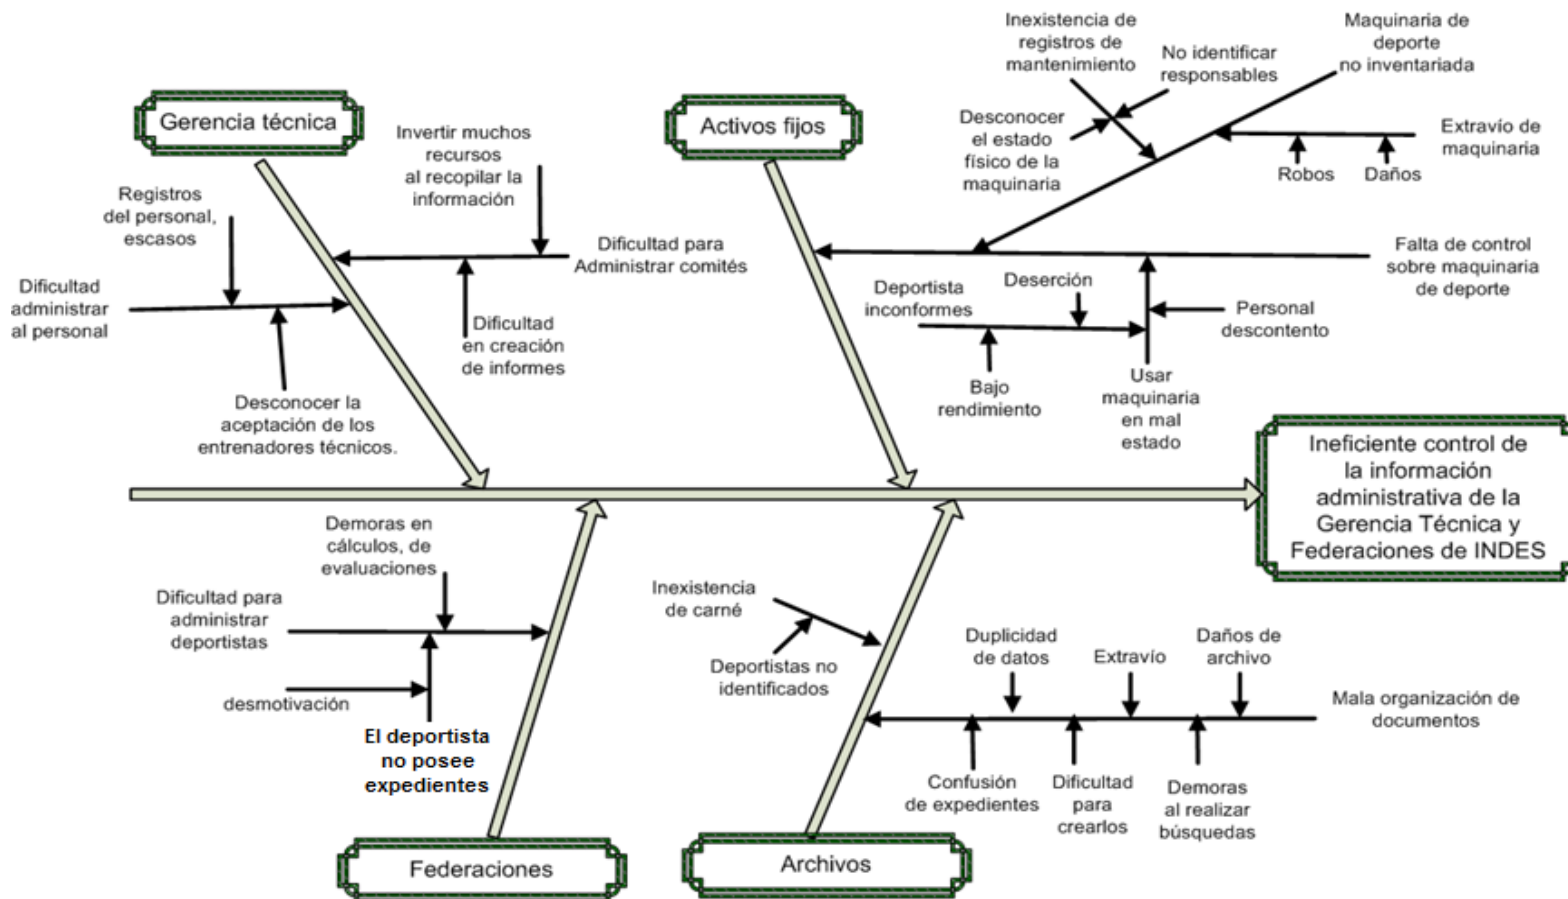 Gerencia técnica
Invertir muchos
recursos
al recopilar la
información
Registros
del personal,
escasos
Dificultad para
Administrar comités
Dificultad
administrar
al personal
Dificultad
en creación
de informes
Desconocer la
aceptación de los
entrenadores técnicos.
Activos fijos
Inexistencia de
registros de
mantenimiento
No identificar
responsables
Maquinaria de
deporte
no inventariada
Desconocer
el estado
físico de la
maquinaria
Extravío de
maquinaria
Robos
Daños
Falta de control
sobre maquinaria
de deporte
Deportista
inconformes
Deserción
Personal
descontento
Bajo
rendimiento
Usar
maquinaria
en mal
estado
Ineficiente control de
la información
administrativa de la
Gerencia Técnica y
Federaciones de INDES
Demoras en
cálculos, de
evaluaciones
Dificultad para
administrar
deportistas
desmotivación
El deportista
no posee
expedientes
Federaciones
Inexistencia
de carné
Deportistas no
identificados
Duplicidad
de datos
Extravío
Daños de
archivo
Mala organización de
documentos
Confusión
de expedientes
Dificultad
para
crearlos
Demoras
al realizar
búsquedas
Archivos